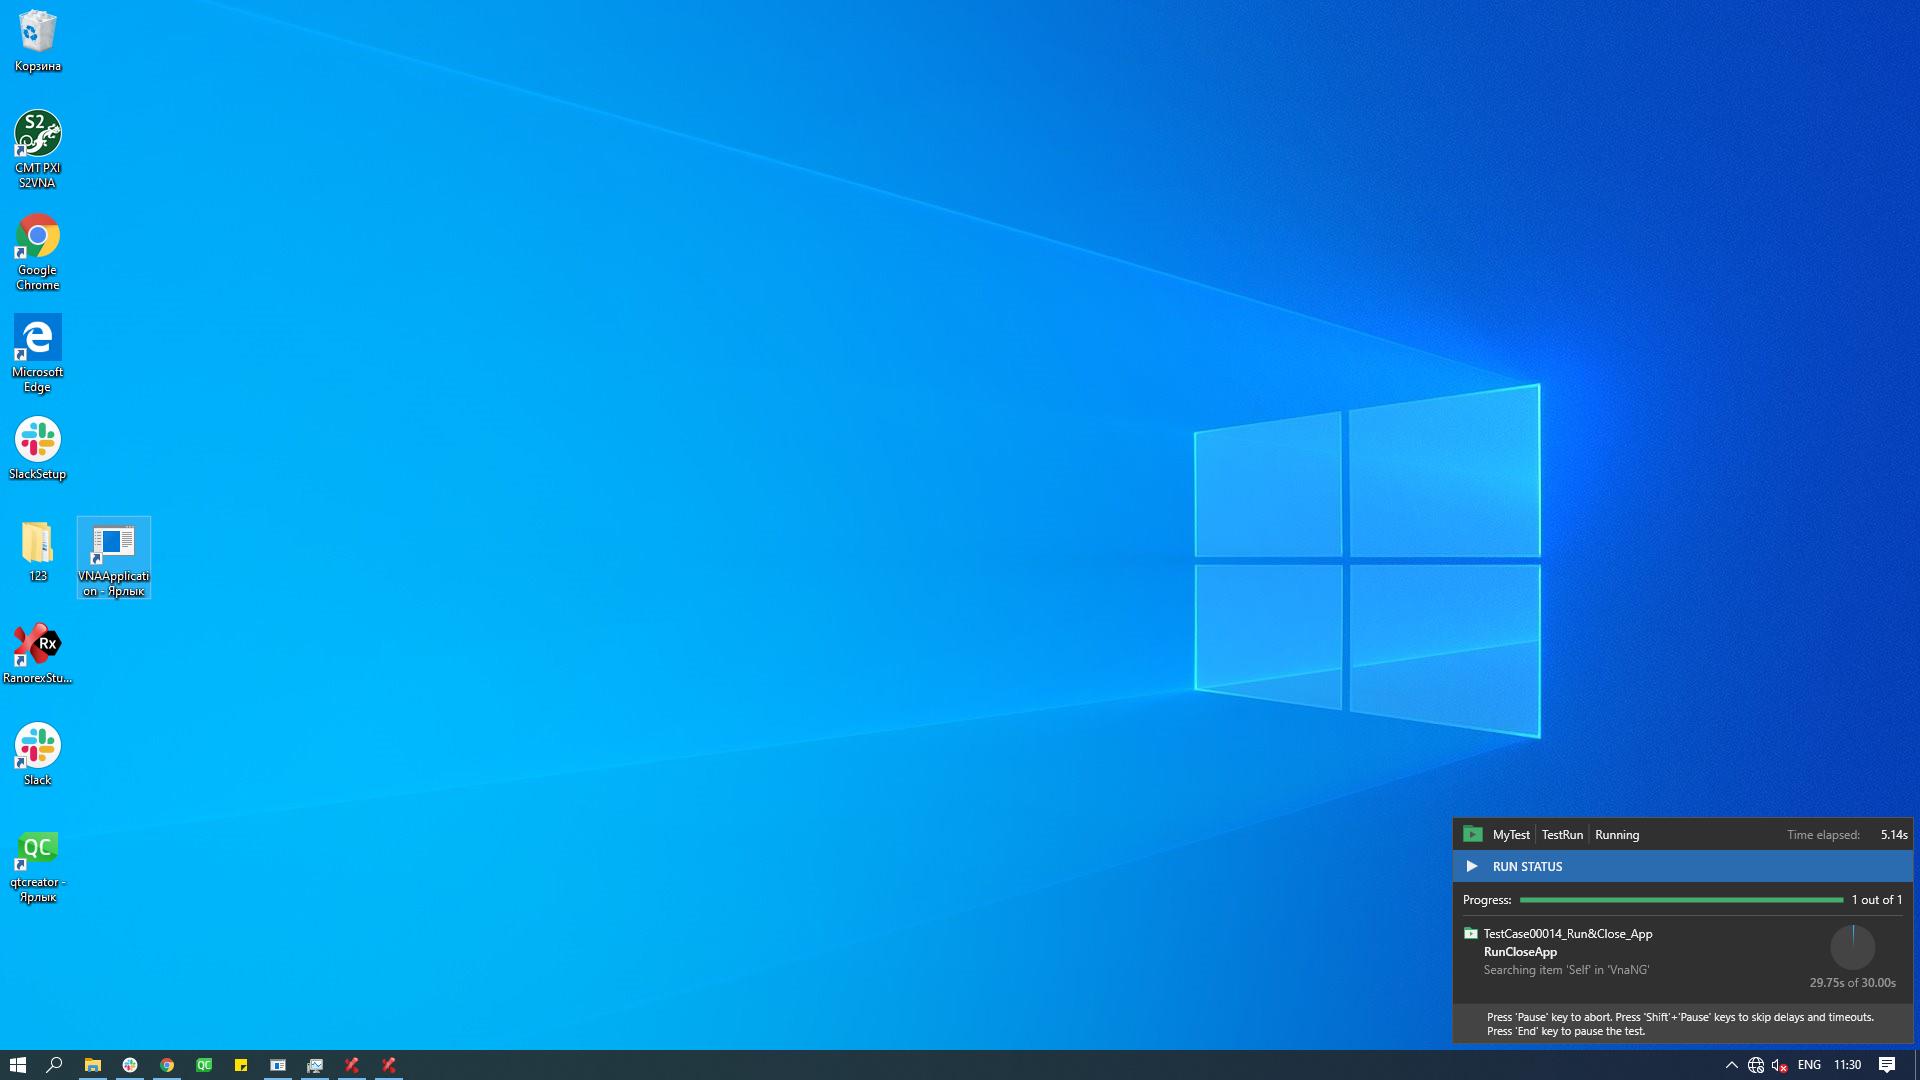 Корзина
S2
CMT PXI
S2VNA
Google
Chrome
Microsoft
Edge
SlackSetup
123
VNAApplicati
on - Ярлык
Rx
RanorexStu...
Slack
QC
qtcreator -
Ярлык
MyTest TestRun Running Time elapsed: 5.14s
RUN STATUS
Progress: 1 out of 1
TestCase00014_Run&Close_App
RunCloseApp
Searching item 'Self' in 'VnaNG'
29.75s of 30.00s
Press 'Pause' key to abort. Press 'Shift'+'Pause' keys to skip delays and timeouts.
Press 'End' key to pause the test.
QC
ENG 11:30